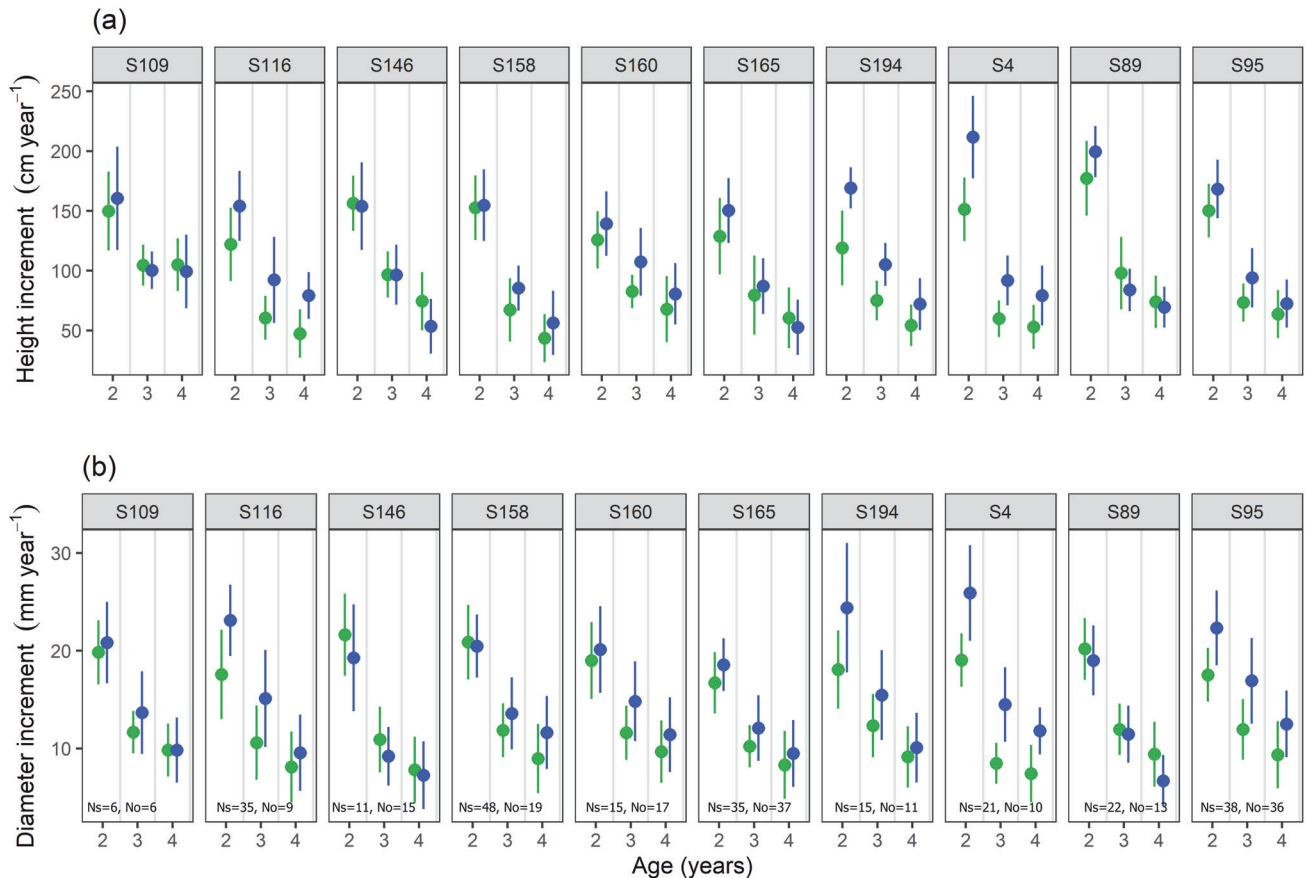 (a)
S109 S116 S146 S158 S160 S165 S194 S4 S89 S95
Height increment (cm year⁻¹)
250
200
150
100
50
2 3 4 2 3 4 2 3 4 2 3 4 2 3 4 2 3 4 2 3 4 2 3 4 2 3 4 2 3 4
(b)
S109 S116 S146 S158 S160 S165 S194 S4 S89 S95
Diameter increment (mm year⁻¹)
30
20
10
Ns=6, No=6 Ns=35, No=9 Ns=11, No=15 Ns=48, No=19 Ns=15, No=17 Ns=35, No=37 Ns=15, No=11 Ns=21, No=10 Ns=22, No=13 Ns=38, No=36
2 3 4 2 3 4 2 3 4 2 3 4 2 3 4 2 3 4 2 3 4 2 3 4 2 3 4 2 3 4
Age (years)